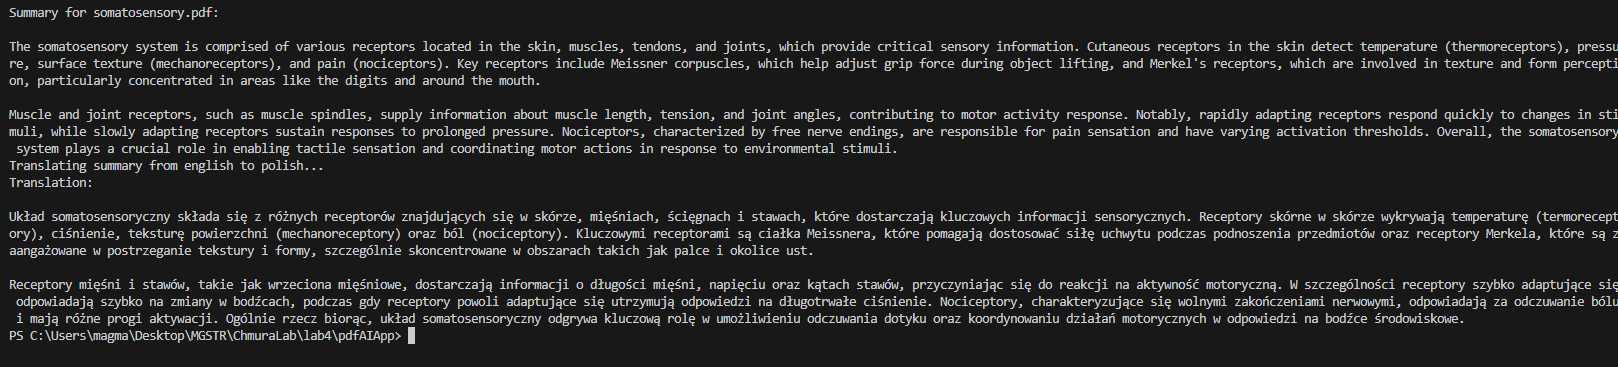 Summary for somatosensory.pdf:
The somatosensory system is comprised of various receptors located in the skin, muscles, tendons, and joints, which provide critical sensory information. Cutaneous receptors in the skin detect temperature (thermoreceptors), pressu
re, surface texture (mechanoreceptors), and pain (nociceptors). Key receptors include Meissner corpuscles, which help adjust grip force during object lifting, and Merkel's receptors, which are involved in texture and form percepti
on, particularly concentrated in areas like the digits and around the mouth.
Muscle and joint receptors, such as muscle spindles, supply information about muscle length, tension, and joint angles, contributing to motor activity response. Notably, rapidly adapting receptors respond quickly to changes in sti
muli, while slowly adapting receptors sustain responses to prolonged pressure. Nociceptors, characterized by free nerve endings, are responsible for pain sensation and have varying activation thresholds. Overall, the somatosensory
system plays a crucial role in enabling tactile sensation and coordinating motor actions in response to environmental stimuli.
Translating summary from english to polish...
Translation:
Układ somatosensoryczny składa się z różnych receptorów znajdujących się w skórze, mięśniach, ścięgnach i stawach, które dostarczają kluczowych informacji sensorycznych. Receptory skórne w skórze wykrywają temperaturę (termorecept
ory), ciśnienie, teksturę powierzchni (mechanoreceptory) oraz ból (nociceptory). Kluczowymi receptorami są ciałka Meissnera, które pomagają dostosować siłę uchwytu podczas podnoszenia przedmiotów oraz receptory Merkela, które są z
aangażowane w postrzeganie tekstury i formy, szczególnie skoncentrowane w obszarach takich jak palce i okolice ust.
Receptory mięśni i stawów, takie jak wrzeciona mięśniowe, dostarczają informacji o długości mięśni, napięciu oraz kątach stawów, przyczyniając się do reakcji na aktywność motoryczną. W szczególności receptory szybko adaptujące się
odpowiadają szybko na zmiany w bodźcach, podczas gdy receptory powoli adaptujące się utrzymują odpowiedzi na długotrwałe ciśnienie. Nociceptory, charakteryzujące się wolnymi zakończeniami nerwowymi, odpowiadają za odczuwanie bólu
i mają różne progi aktywacji. Ogólnie rzecz biorąc, układ somatosensoryczny odgrywa kluczową rolę w umożliwieniu odczuwania dotyku oraz koordynowaniu działań motorycznych w odpowiedzi na bodźce środowiskowe.
PS C:\Users\magma\Desktop\MGSTR\ChmuraLab\lab4\pdfAIApp>